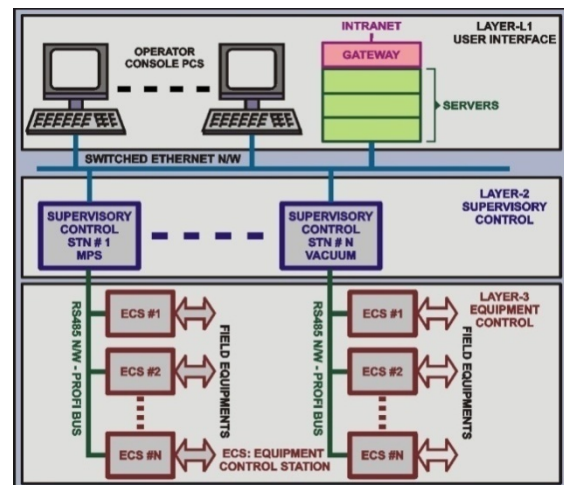 INTRANET
LAYER-L1
USER INTERFACE
OPERATOR
CONSOLE PCS
GATEWAY
SERVERS
SWITCHED ETHERNET N/W
LAYER-2
SUPERVISORY
CONTROL
SUPERVISORY
CONTROL
STN # 1
MPS
SUPERVISORY
CONTROL
STN # N
VACUUM
LAYER-3
EQUIPMENT
CONTROL
RS485 N/W - PROFI BUS
ECS #1
ECS #2
ECS #N
FIELD EQUIPMENTS
RS485 N/W - PROFI BUS
ECS #1
ECS #2
ECS #N
FIELD EQUIPMENTS
ECS: EQUIPMENT
CONTROL STATION